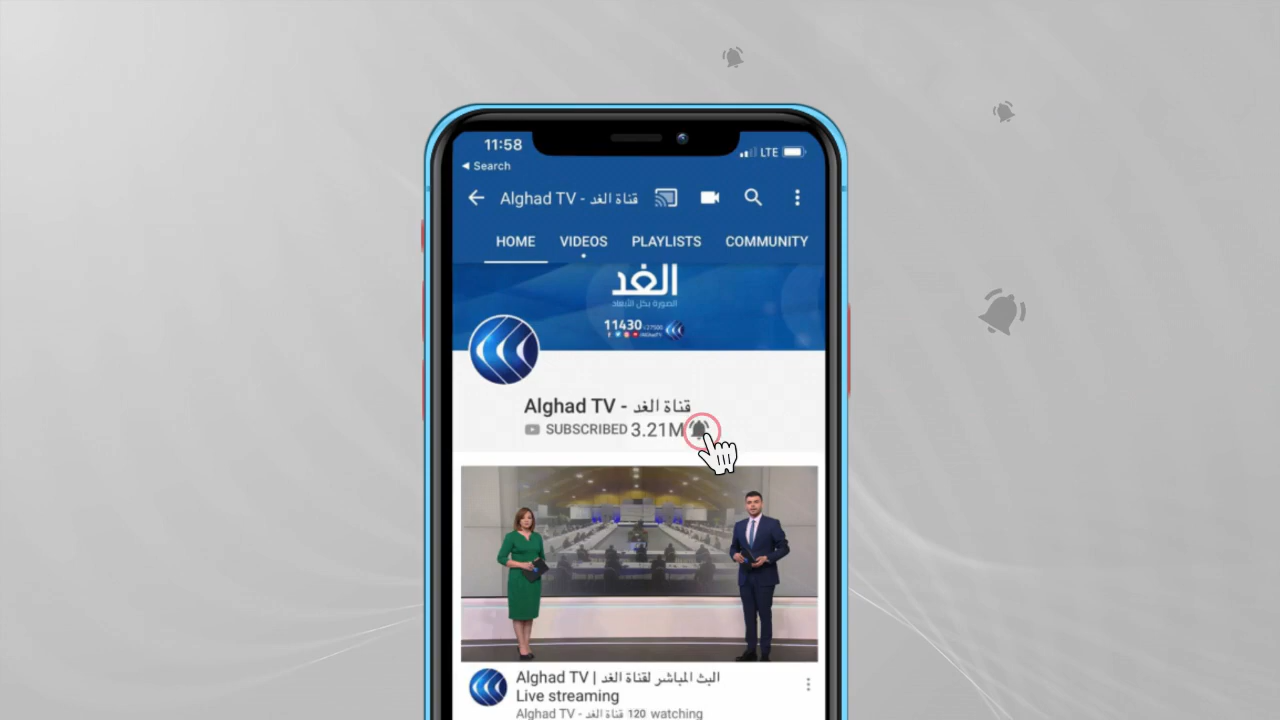 11:58
LTE
◀ Search
Alghad TV - قناة الغد
HOME VIDEOS PLAYLISTS COMMUNITY
الغد
الصورة بكل الأبعاد
11430
Alghad TV - قناة الغد
SUBSCRIBED 3.21M
Alghad TV | البث المباشر لقناة الغد
Live streaming
Alghad TV - قناة الغد 120 watching